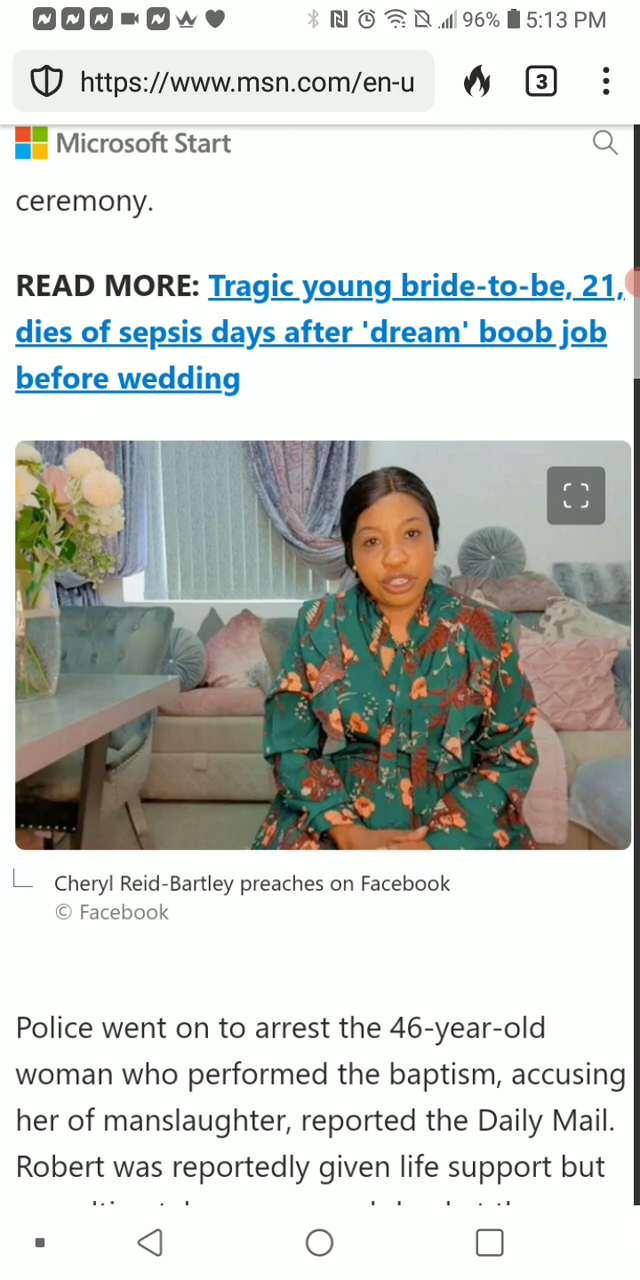 96% 5:13 PM
https://www.msn.com/en-u
3
Microsoft Start
ceremony.
READ MORE: Tragic young bride-to-be, 21,
dies of sepsis days after 'dream' boob job
before wedding
Cheryl Reid-Bartley preaches on Facebook
© Facebook
Police went on to arrest the 46-year-old
woman who performed the baptism, accusing
her of manslaughter, reported the Daily Mail.
Robert was reportedly given life support but